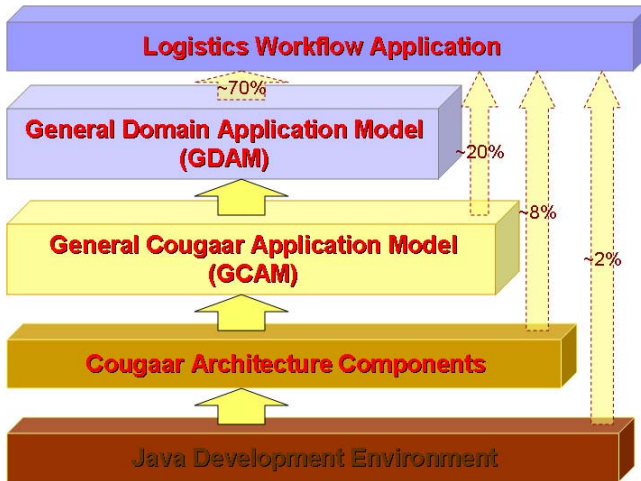 Logistics Workflow Application
~70%
General Domain Application Model
(GDAM)
~20%
General Cougaar Application Model
(GCAM)
~8%
~2%
Cougaar Architecture Components
Java Development Environment